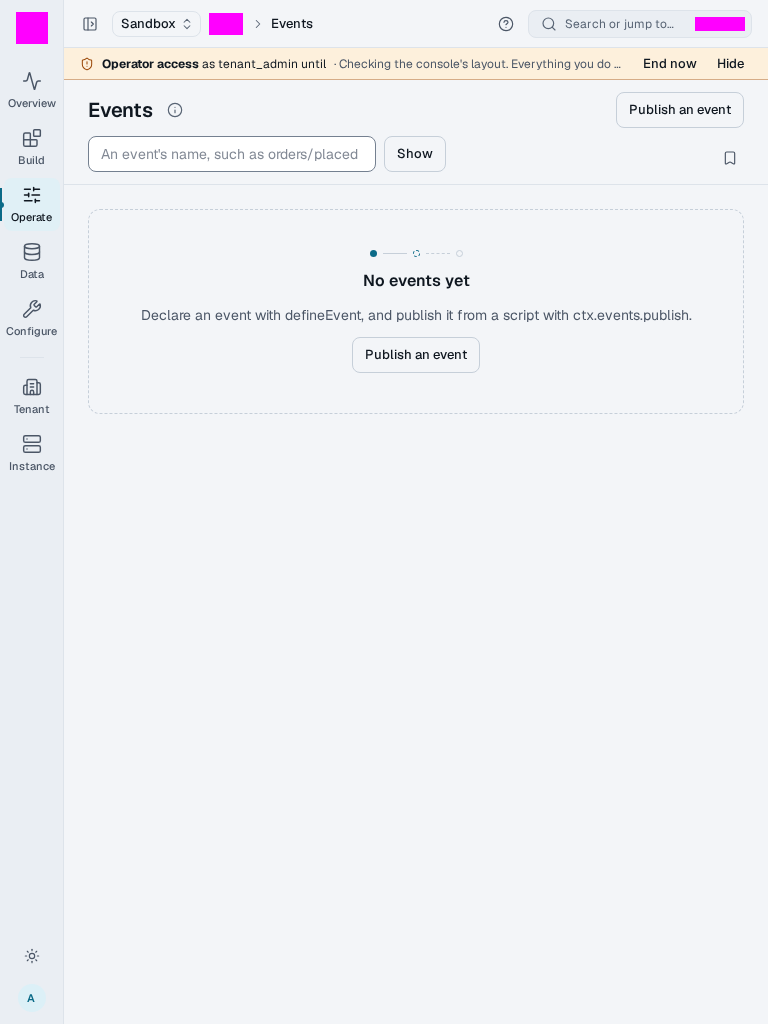 Sandbox
Events
Search or jump to…
Operator access as tenant_admin until · Checking the console's layout. Everything you do …
End now
Hide
Overview
Build
Operate
Data
Configure
Tenant
Instance
A
Events
Publish an event
An event's name, such as orders/placed
Show
No events yet
Declare an event with defineEvent, and publish it from a script with ctx.events.publish.
Publish an event